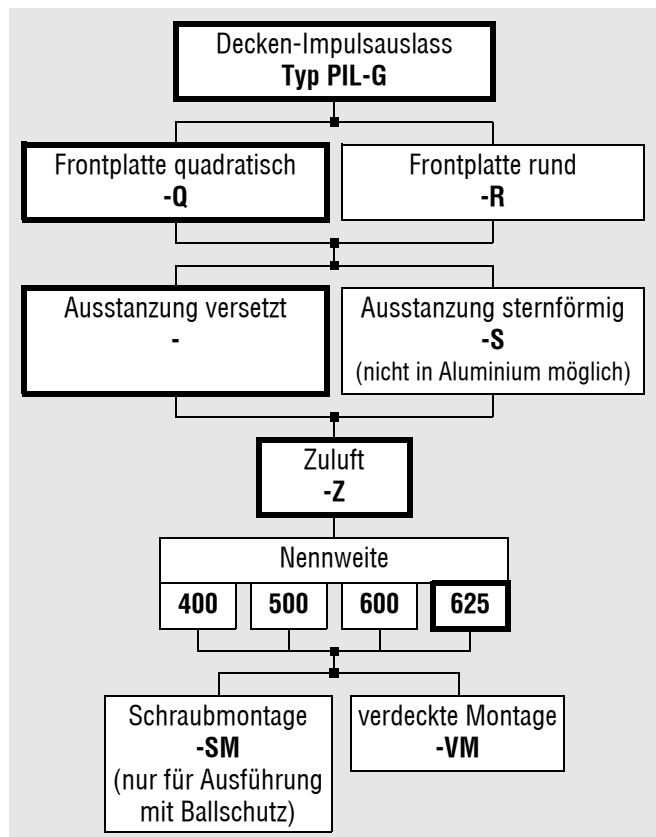 Decken-Impulsauslass
Typ PIL-G
Frontplatte quadratisch
-Q
Frontplatte rund
-R
Ausstanzung versetzt
-
Ausstanzung sternförmig
-S
(nicht in Aluminium möglich)
Zuluft
-Z
Nennweite
400 500 600 625
Schraubmontage
-SM
(nur für Ausführung
mit Ballschutz)
verdeckte Montage
-VM